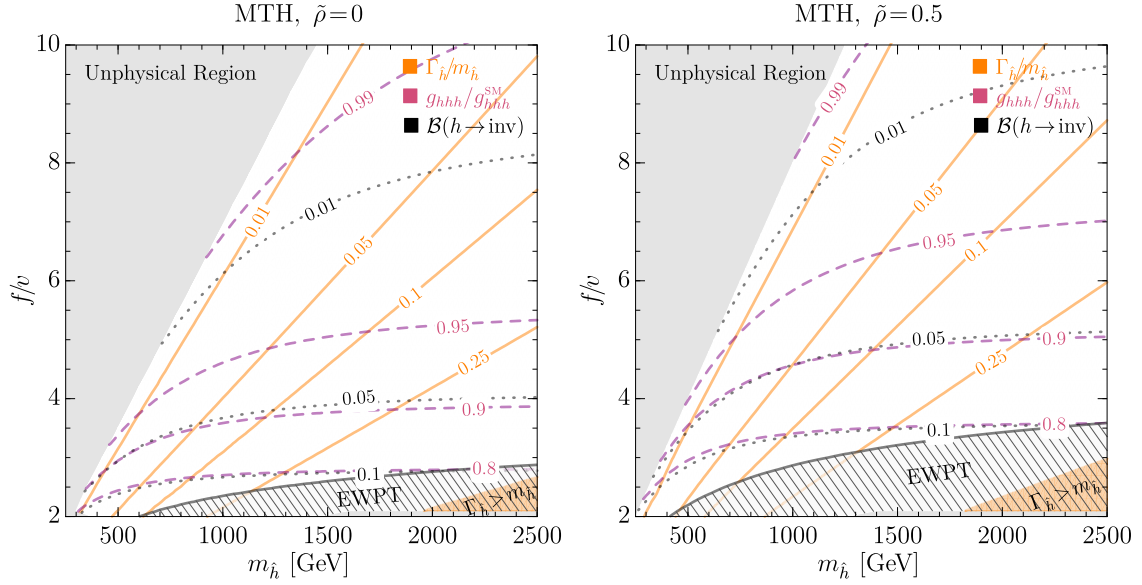 MTH, ρ̃=0
Unphysical Region
Γ_ĥ/m_ĥ
g_hhh/g_hhh^SM
B(h→inv)
0.99
0.01
0.01
0.05
0.1
0.95
0.25
0.05
0.9
0.1
0.8
EWPT
Γ_ĥ>m_ĥ
10
8
6
4
2
f/v
500
1000
1500
2000
2500
m_ĥ [GeV]
MTH, ρ̃=0.5
Unphysical Region
Γ_ĥ/m_ĥ
g_hhh/g_hhh^SM
B(h→inv)
0.99
0.01
0.01
0.05
0.95
0.1
0.05
0.9
0.25
0.1
0.8
EWPT
Γ_ĥ>m_ĥ
10
8
6
4
2
f/v
500
1000
1500
2000
2500
m_ĥ [GeV]